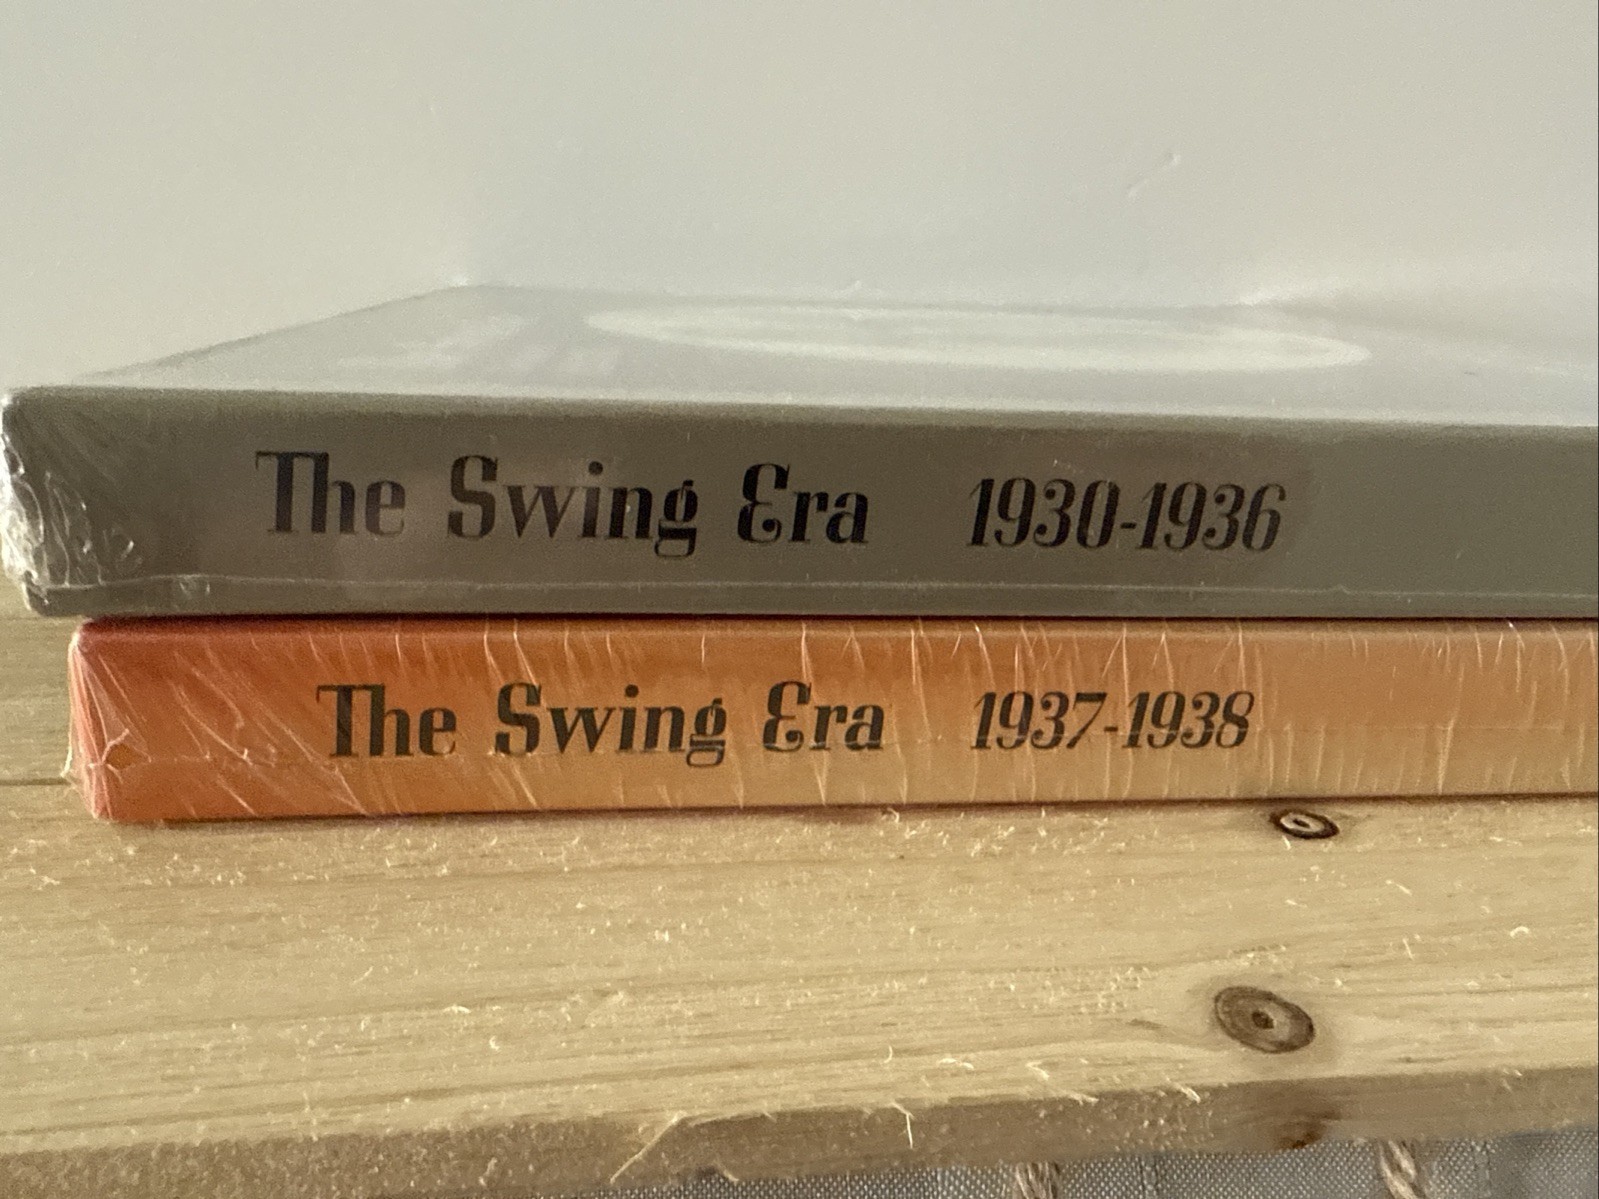 The Swing Era 1930-1936
The Swing Era 1937-1938